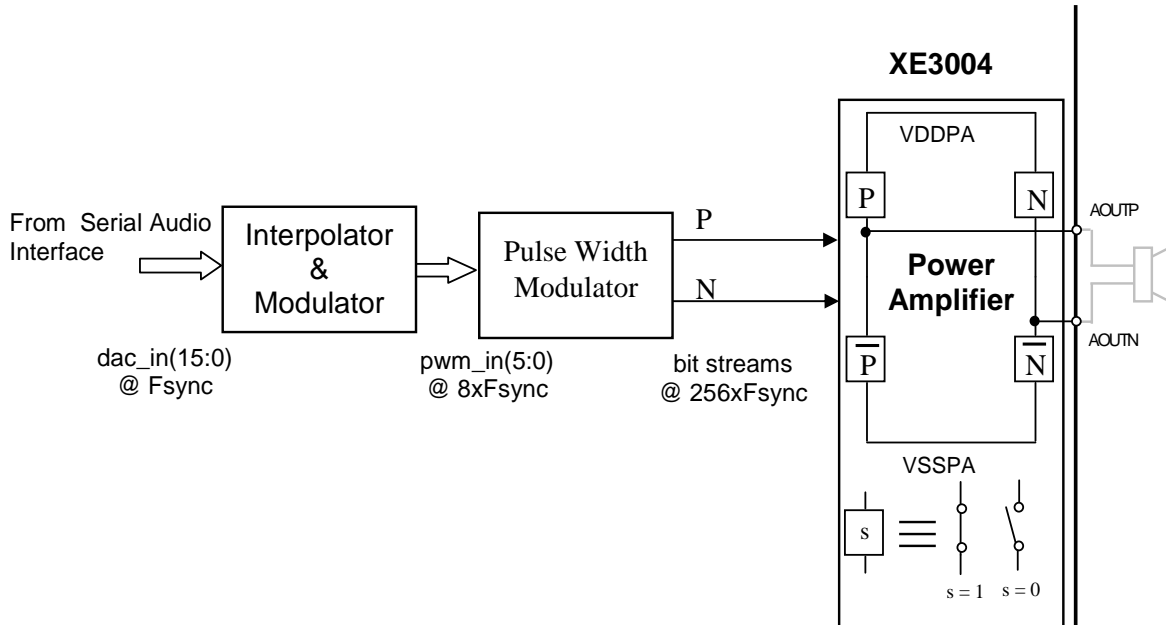 XE3004
VDDPA
P
N
From Serial Audio
Interface
Interpolator
&
Modulator
Pulse Width
Modulator
P
N
Power
Amplifier
AOUTP
AOUTN
P̅
N̅
dac_in(15:0)
@ Fsync
pwm_in(5:0)
@ 8xFsync
bit streams
@ 256xFsync
VSSPA
s
s = 1
s = 0